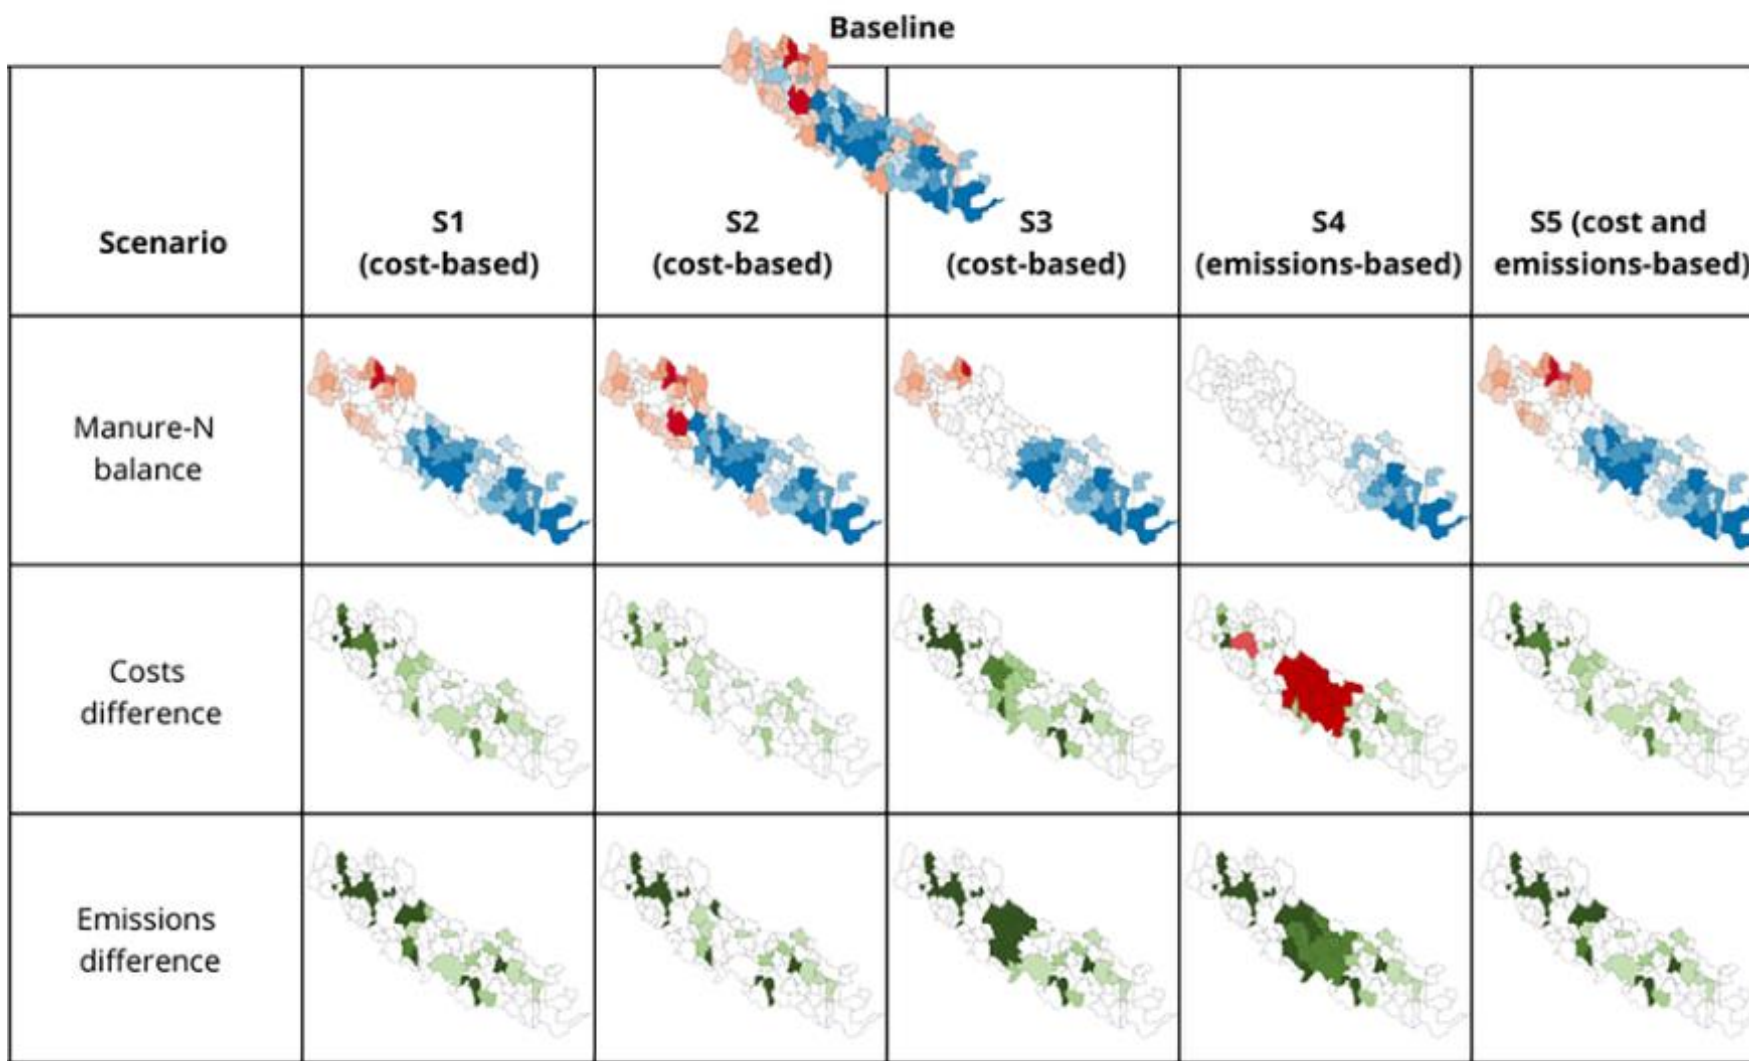 Baseline
Scenario
S1
(cost-based)
S2
(cost-based)
S3
(cost-based)
S4
(emissions-based)
S5 (cost and
emissions-based)
Manure-N
balance
Costs
difference
Emissions
difference